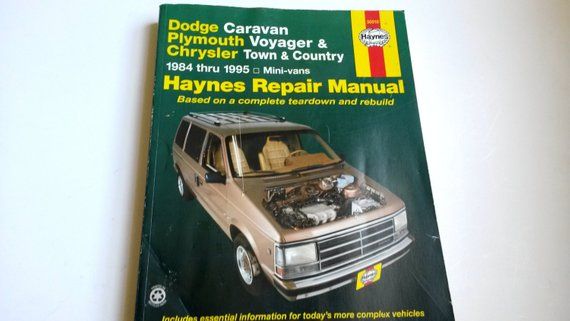 Dodge Caravan
Plymouth Voyager &
Chrysler Town & Country
1984 thru 1995 □ Mini-vans
Haynes Repair Manual
Based on a complete teardown and rebuild
Haynes
Haynes
Includes essential information for today's more complex vehicles